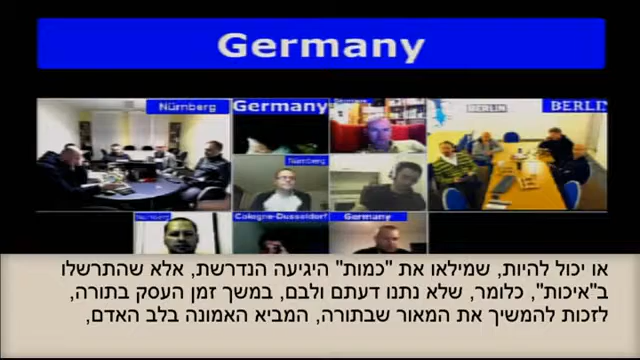 Germany
Nürnberg
Germany
BERLIN
BERLIN
Nürnberg
Cologne-Dusseldorf
Germany
או יכול להיות, שמילאו את "כמות" היגיעה הנדרשת, אלא שהתרשלו
ב"איכות", כלומר, שלא נתנו דעתם ולבם, במשך זמן העסק בתורה,
לזכות להמשיך את המאור שבתורה, המביא האמונה בלב האדם,